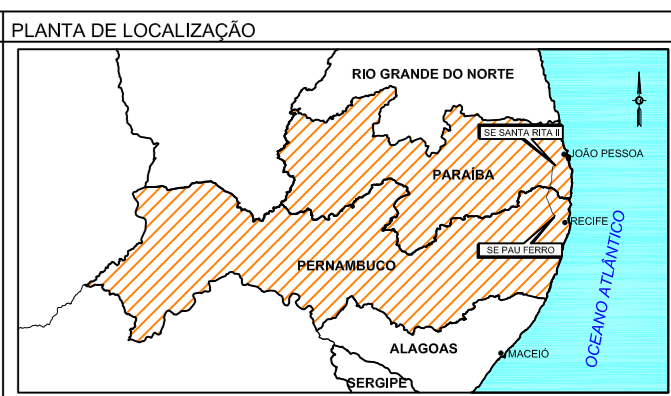 PLANTA DE LOCALIZAÇÃO
RIO GRANDE DO NORTE
SE SANTA RITA II
JOÃO PESSOA
PARAÍBA
RECIFE
SE PAU FERRO
PERNAMBUCO
OCEANO ATLÂNTICO
ALAGOAS
MACEIÓ
SERGIPE